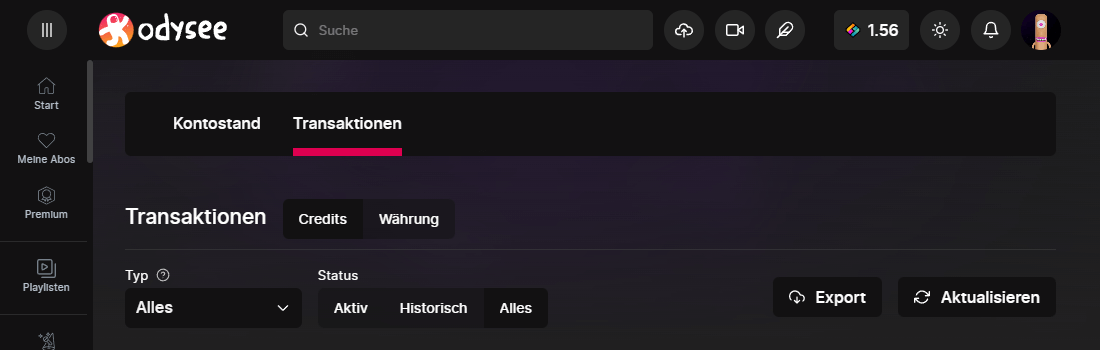 odysee
Suche
1.56
Start
Meine Abos
Premium
Playlisten
Kontostand Transaktionen
Transaktionen Credits Währung
Typ Status
Alles Aktiv Historisch Alles Export Aktualisieren